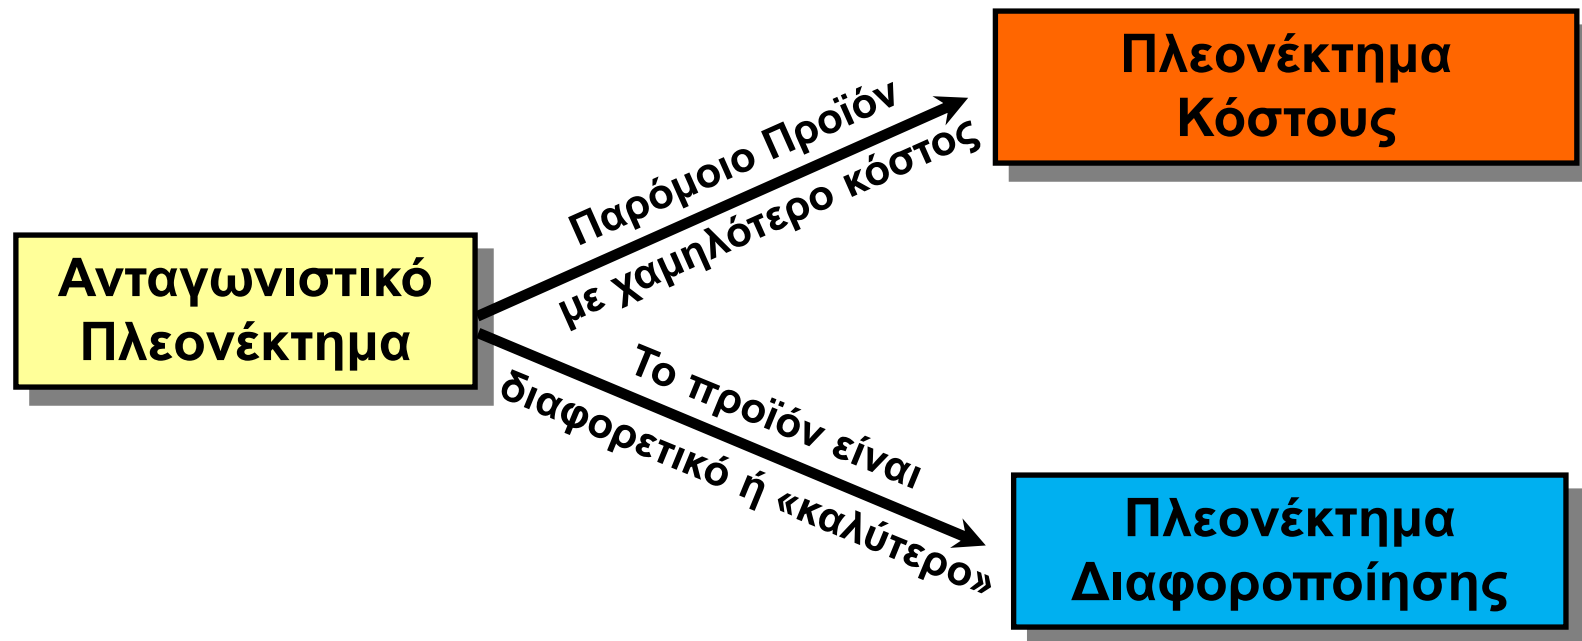 Ανταγωνιστικό
Πλεονέκτημα
Παρόμοιο Προϊόν
με χαμηλότερο κόστος
Πλεονέκτημα
Κόστους
Το προϊόν είναι
διαφορετικό ή «καλύτερο»
Πλεονέκτημα
Διαφοροποίησης